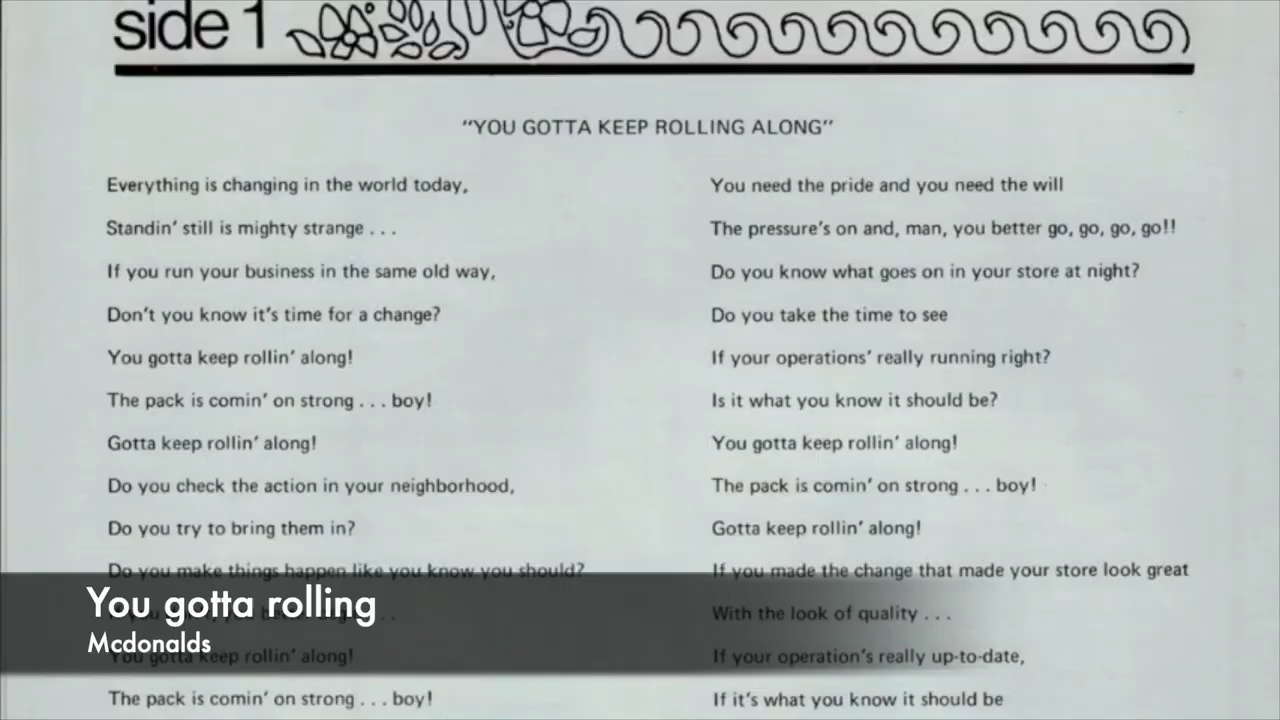 side 1
"YOU GOTTA KEEP ROLLING ALONG"
Everything is changing in the world today,
Standin' still is mighty strange . . .
If you run your business in the same old way,
Don't you know it's time for a change?
You gotta keep rollin' along!
The pack is comin' on strong . . . boy!
Gotta keep rollin' along!
Do you check the action in your neighborhood,
Do you try to bring them in?
Do you make things happen like you know you should?
You gotta keep rollin' along!
The pack is comin' on strong . . . boy!
You need the pride and you need the will
The pressure's on and, man, you better go, go, go, go!!
Do you know what goes on in your store at night?
Do you take the time to see
If your operations' really running right?
Is it what you know it should be?
You gotta keep rollin' along!
The pack is comin' on strong . . . boy!
Gotta keep rollin' along!
If you made the change that made your store look great
With the look of quality . . .
If your operation's really up-to-date,
If it's what you know it should be
You gotta rolling
Mcdonalds